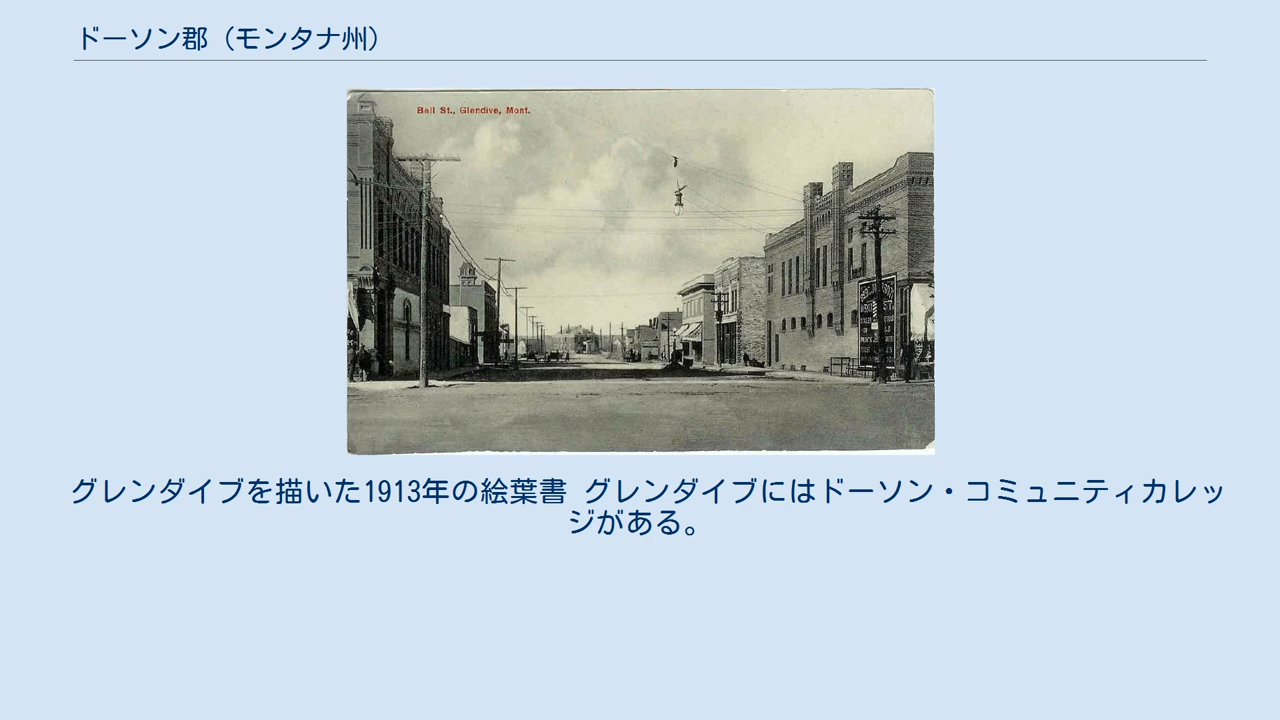 ドーソン郡（モンタナ州）
Bell St., Glendive, Mont.
グレンダイブを描いた1913年の絵葉書 グレンダイブにはドーソン・コミュニティカレッ
ジがある。